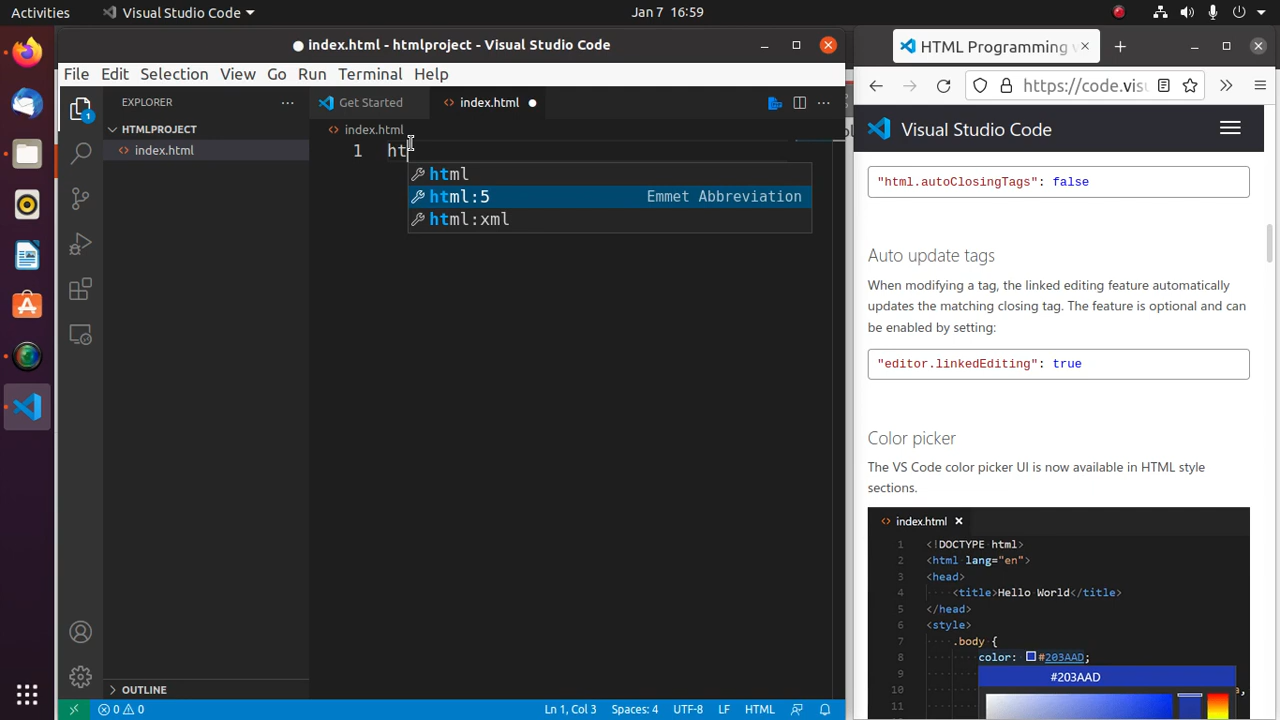 Activities
Visual Studio Code
Jan 7 16:59
● index.html - htmlproject - Visual Studio Code
File Edit Selection View Go Run Terminal Help
1
EXPLORER
HTMLPROJECT
index.html
OUTLINE
Get Started
index.html
index.html
1 ht
html
html:5 Emmet Abbreviation
html:xml
0 0
Ln 1, Col 3 Spaces: 4 UTF-8 LF HTML
HTML Programming
https://code.vis
Visual Studio Code
"html.autoClosingTags": false
Auto update tags
When modifying a tag, the linked editing feature automatically
updates the matching closing tag. The feature is optional and can
be enabled by setting:
"editor.linkedEditing": true
Color picker
The VS Code color picker UI is now available in HTML style
sections.
index.html
1 <!DOCTYPE html>
2 <html lang="en">
3 <head>
4 <title>Hello World</title>
5 </head>
6 <style>
7 .body {
8 color: #203AAD;
9 #203AAD
10
11